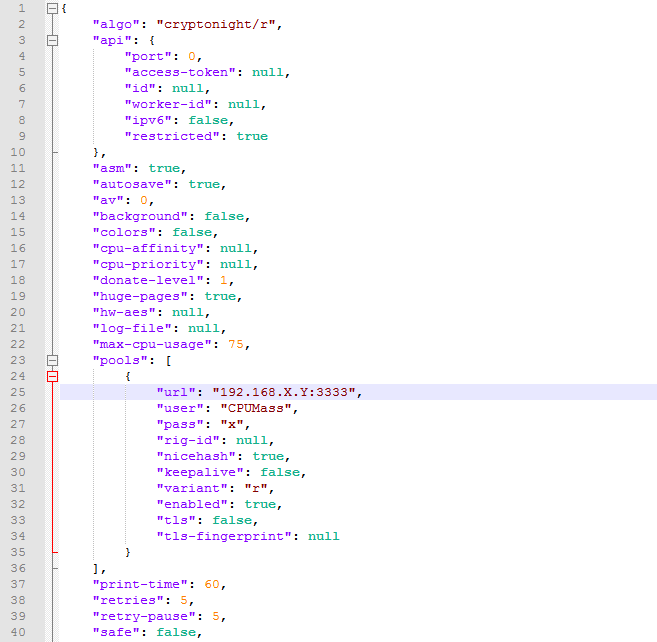 1 {
2 "algo": "cryptonight/r",
3 "api": {
4 "port": 0,
5 "access-token": null,
6 "id": null,
7 "worker-id": null,
8 "ipv6": false,
9 "restricted": true
10 },
11 "asm": true,
12 "autosave": true,
13 "av": 0,
14 "background": false,
15 "colors": false,
16 "cpu-affinity": null,
17 "cpu-priority": null,
18 "donate-level": 1,
19 "huge-pages": true,
20 "hw-aes": null,
21 "log-file": null,
22 "max-cpu-usage": 75,
23 "pools": [
24 {
25 "url": "192.168.X.Y:3333",
26 "user": "CPUMass",
27 "pass": "x",
28 "rig-id": null,
29 "nicehash": true,
30 "keepalive": false,
31 "variant": "r",
32 "enabled": true,
33 "tls": false,
34 "tls-fingerprint": null
35 }
36 ],
37 "print-time": 60,
38 "retries": 5,
39 "retry-pause": 5,
40 "safe": false,